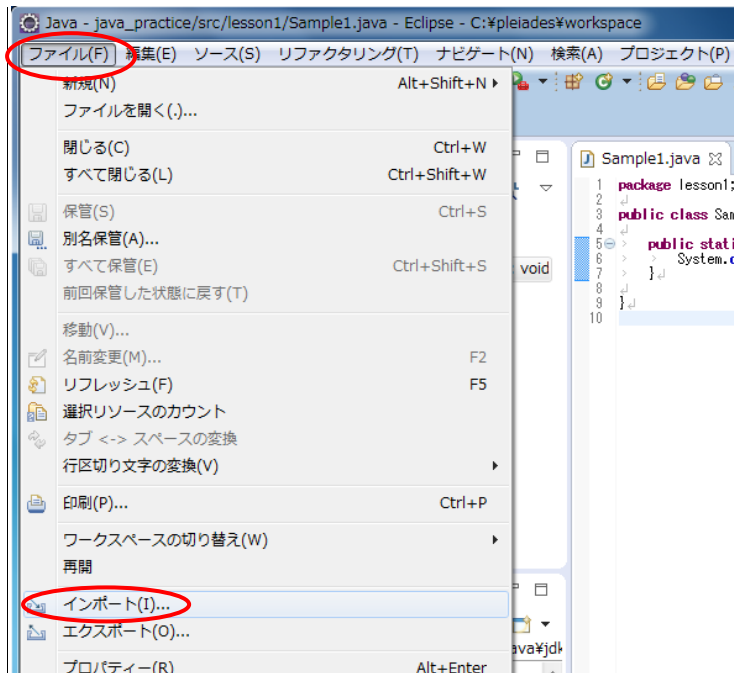 Java - java_practice/src/lesson1/Sample1.java - Eclipse - C:¥pleiades¥workspace
ファイル(F) 編集(E) ソース(S) リファクタリング(T) ナビゲート(N) 検索(A) プロジェクト(P)
新規(N) Alt+Shift+N
ファイルを開く(.)...
閉じる(C) Ctrl+W
すべて閉じる(L) Ctrl+Shift+W
保管(S) Ctrl+S
別名保管(A)...
すべて保管(E) Ctrl+Shift+S
前回保管した状態に戻す(T)
移動(V)...
名前変更(M)... F2
リフレッシュ(F) F5
選択リソースのカウント
タブ <-> スペースの変換
行区切り文字の変換(V)
印刷(P)... Ctrl+P
ワークスペースの切り替え(W)
再開
インポート(I)...
エクスポート(O)...
プロパティー(R) Alt+Enter
void
ava¥jdk
Sample1.java
1 package lesson1;
2
3 public class Sam
4
5 public stati
6 System.o
7 }
8
9 }
10